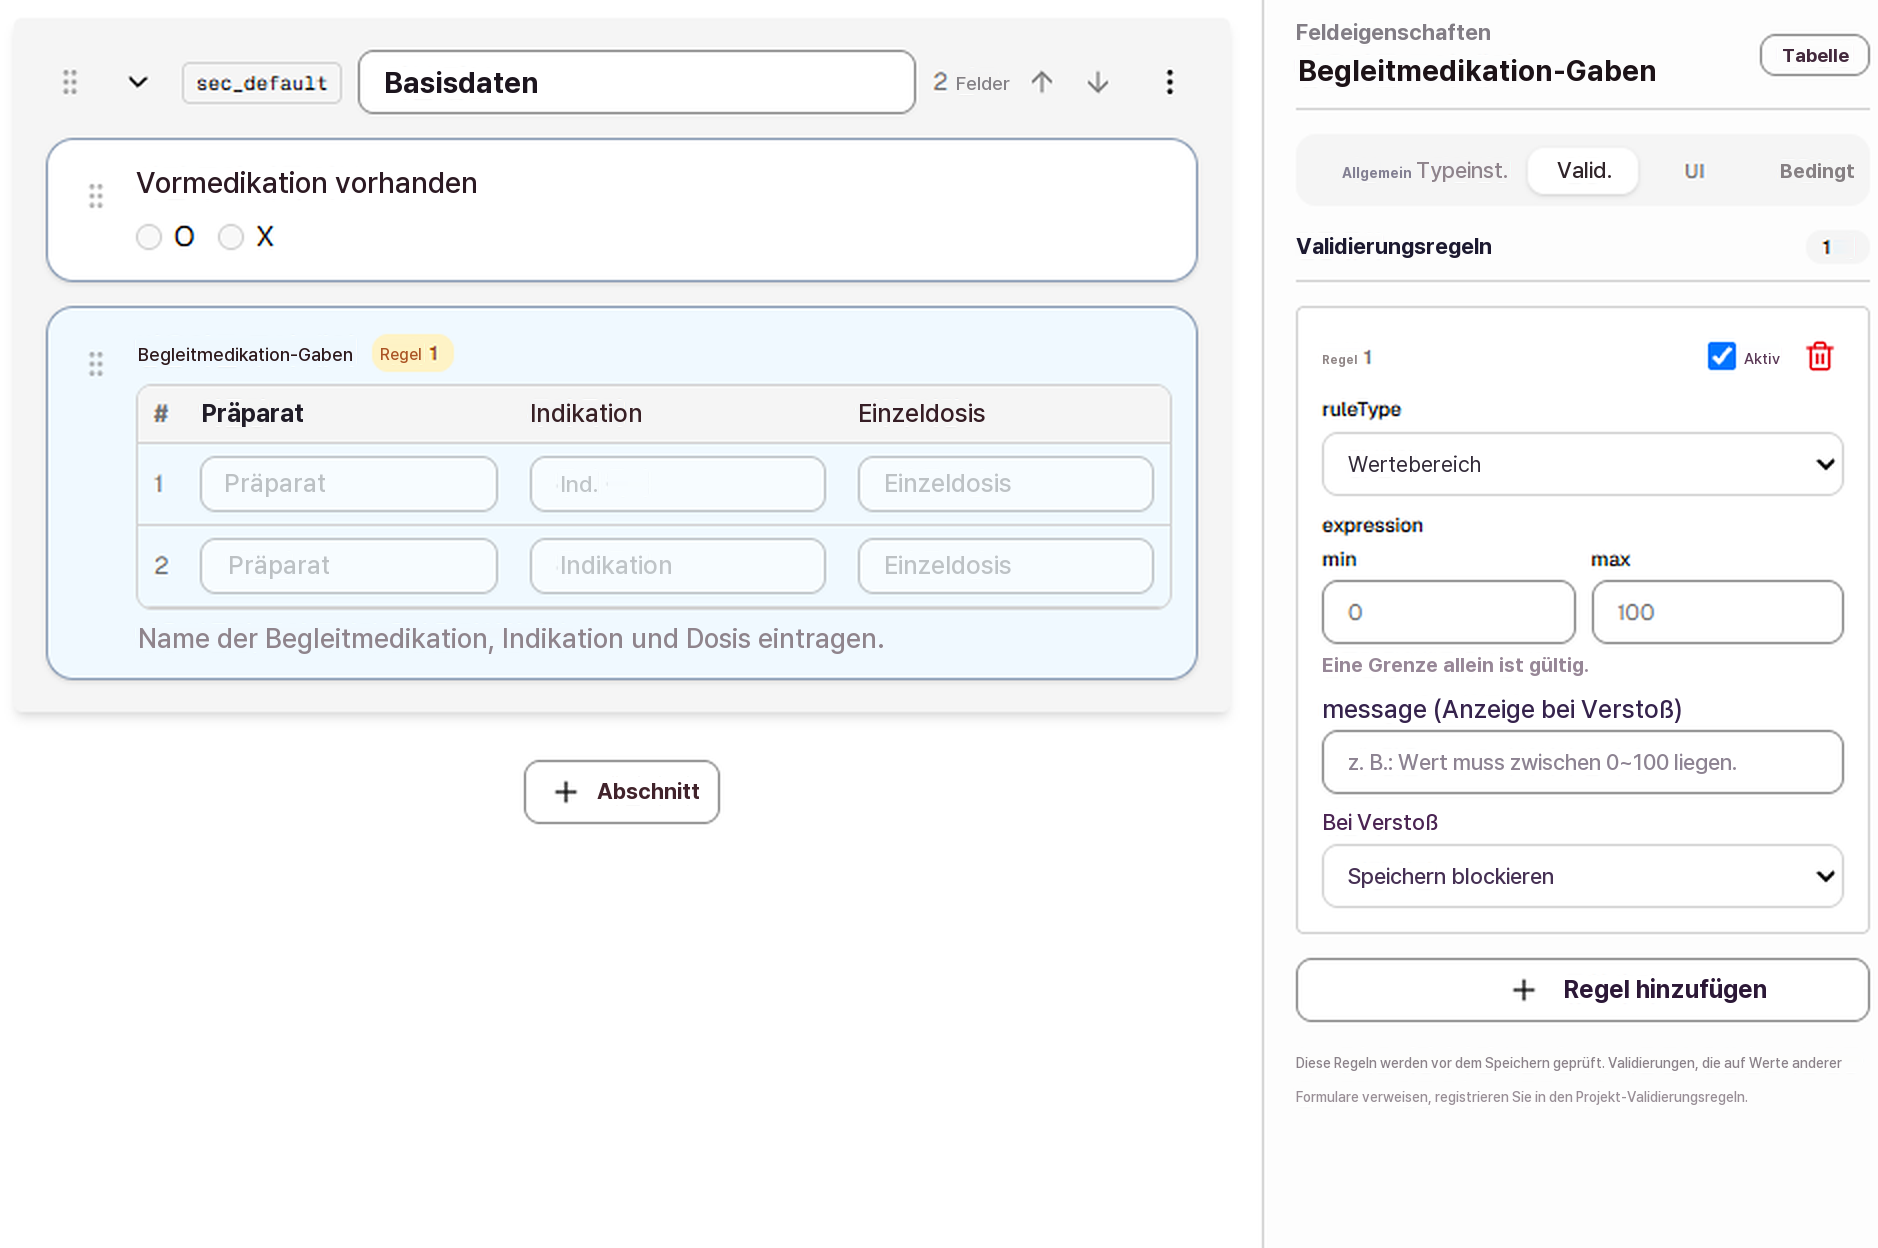 sec_default
Basisdaten
2 Felder
Vormedikation vorhanden
O X
Begleitmedikation-Gaben Regel 1
# Präparat Indikation Einzeldosis
1 Präparat Ind. Einzeldosis
2 Präparat Indikation Einzeldosis
Name der Begleitmedikation, Indikation und Dosis eintragen.
+ Abschnitt
Feldeigenschaften
Begleitmedikation-Gaben
Tabelle
Allgemein Typeinst. Valid. UI Bedingt
Validierungsregeln 1
Regel 1 Aktiv
ruleType
Wertebereich
expression
min max
0 100
Eine Grenze allein ist gültig.
message (Anzeige bei Verstoß)
z. B.: Wert muss zwischen 0~100 liegen.
Bei Verstoß
Speichern blockieren
+ Regel hinzufügen
Diese Regeln werden vor dem Speichern geprüft. Validierungen, die auf Werte anderer
Formulare verweisen, registrieren Sie in den Projekt-Validierungsregeln.